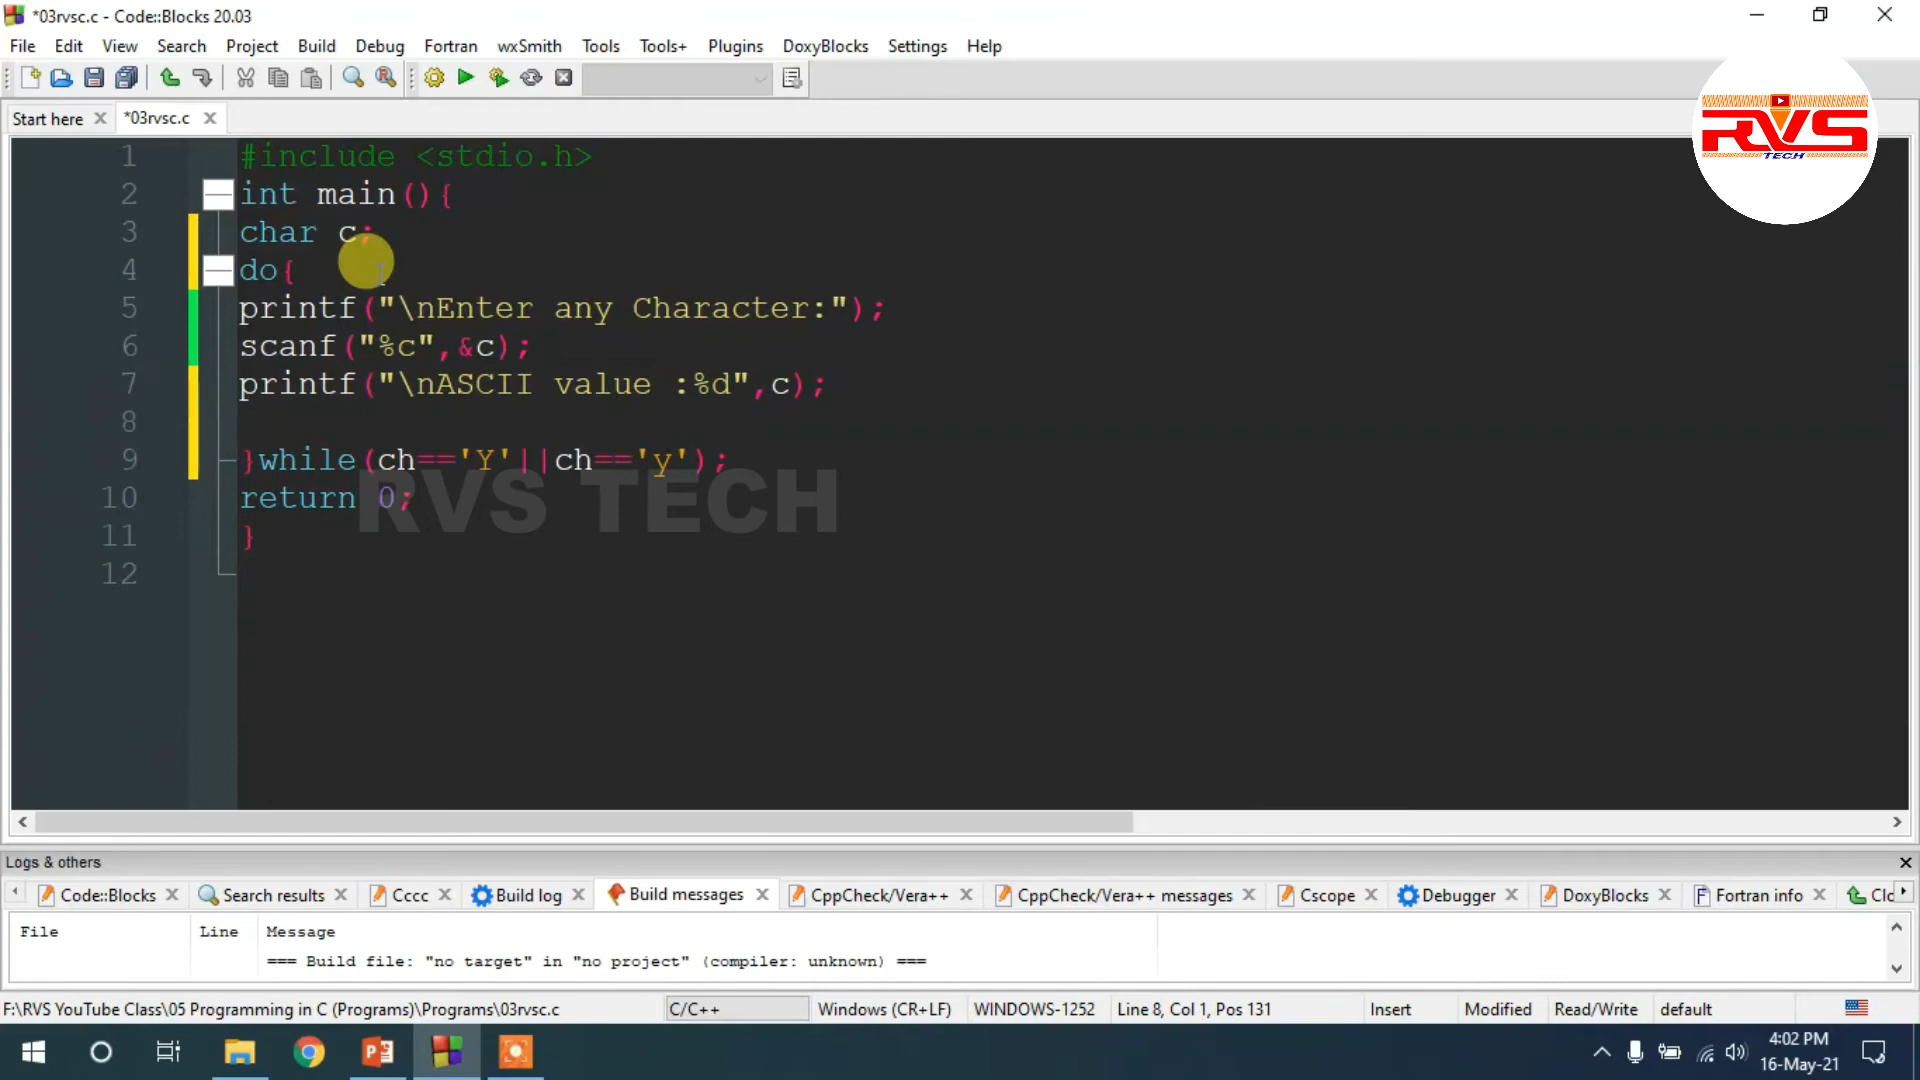 *03rvsc.c - Code::Blocks 20.03
File Edit View Search Project Build Debug Fortran wxSmith Tools Tools+ Plugins DoxyBlocks Settings Help
Start here *03rvsc.c
RVS
TECH
1 #include <stdio.h>
2 int main(){
3 char c;
4 do{
5 printf("\nEnter any Character:");
6 scanf("%c",&c);
7 printf("\nASCII value :%d",c);
8
9 }while(ch=='Y'||ch=='y');
10 return 0;
11 }
12
RVS TECH
Logs & others
Code::Blocks Search results Cccc Build log Build messages CppCheck/Vera++ CppCheck/Vera++ messages Cscope Debugger DoxyBlocks Fortran info Clo
File Line Message
=== Build file: "no target" in "no project" (compiler: unknown) ===
F:\RVS YouTube Class\05 Programming in C (Programs)\Programs\03rvsc.c C/C++ Windows (CR+LF) WINDOWS-1252 Line 8, Col 1, Pos 131 Insert Modified Read/Write default
4:02 PM
16-May-21